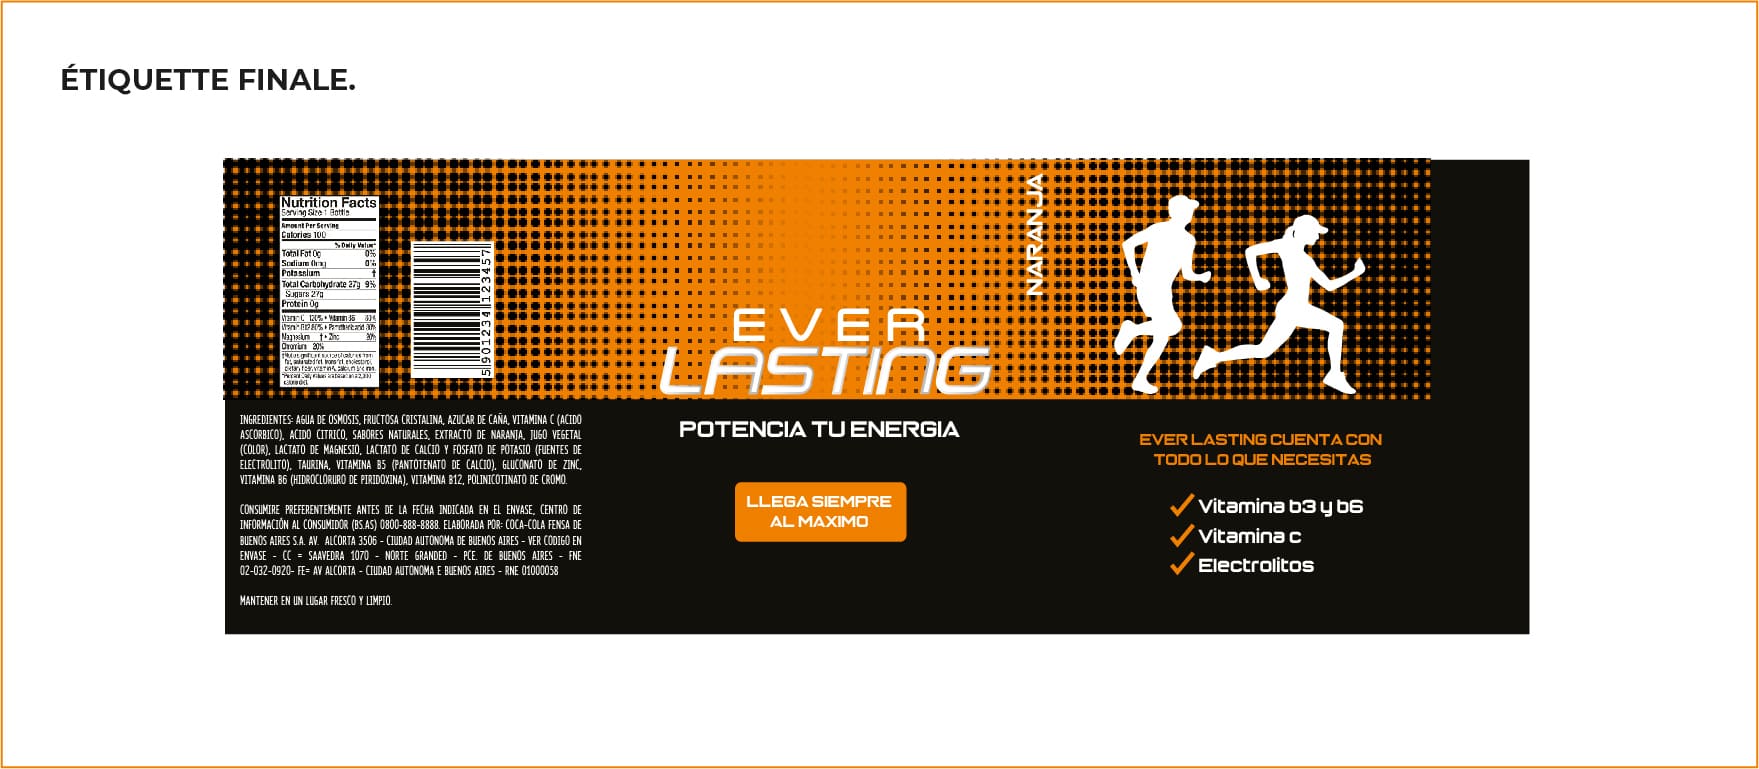 ÉTIQUETTE FINALE.
Nutrition Facts
Serving Size 1 Bottle
Amount Per Serving
Calories 100
% Daily Value*
Total Fat 0g 0%
Sodium 0mg 0%
Potassium †
Total Carbohydrate 27g 9%
Sugars 27g
Protein 0g
Vitamin C 120% • Vitamin B6
Vitamin B12 80% • Pantothenic acid 80%
Magnesium † • Zinc 20%
Chromium 20%
5 901234 123457
INGREDIENTES: AGUA DE OSMOSIS, FRUCTOSA CRISTALINA, AZUCAR DE CAÑA, VITAMINA C (ACIDO
ASCORBICO), ACIDO CITRICO, SABORES NATURALES, EXTRACTO DE NARANJA, JUGO VEGETAL
(COLOR), LACTATO DE MAGNESIO, LACTATO DE CALCIO Y FOSFATO DE POTASIO (FUENTES DE
ELECTROLITO), TAURINA, VITAMINA B5 (PANTOTENATO DE CALCIO), GLUCONATO DE ZINC,
VITAMINA B6 (HIDROCLORURO DE PIRIDOXINA), VITAMINA B12, POLINICOTINATO DE CROMO.
CONSUMIRE PREFERENTEMENTE ANTES DE LA FECHA INDICADA EN EL ENVASE, CENTRO DE
INFORMACIÓN AL CONSUMIDOR (BS.AS) 0800-888-8888. ELABORADA POR: COCA-COLA FENSA DE
BUENOS AIRES S.A. AV. ALCORTA 3506 - CIUDAD AUTONOMA DE BUENOS AIRES - VER CODIGO EN
ENVASE - CC = SAAVEDRA 1070 - NORTE GRANDED - PCE. DE BUENOS AIRES - FNE
02-032-0920- FE= AV ALCORTA - CIUDAD AUTONOMA E BUENOS AIRES - RNE 01000058
MANTENER EN UN LUGAR FRESCO Y LIMPIO.
EVER
LASTING
POTENCIA TU ENERGIA
LLEGA SIEMPRE
AL MAXIMO
NARANJA
EVER LASTING CUENTA CON
TODO LO QUE NECESITAS
Vitamina b3 y b6
Vitamina c
Electrolitos